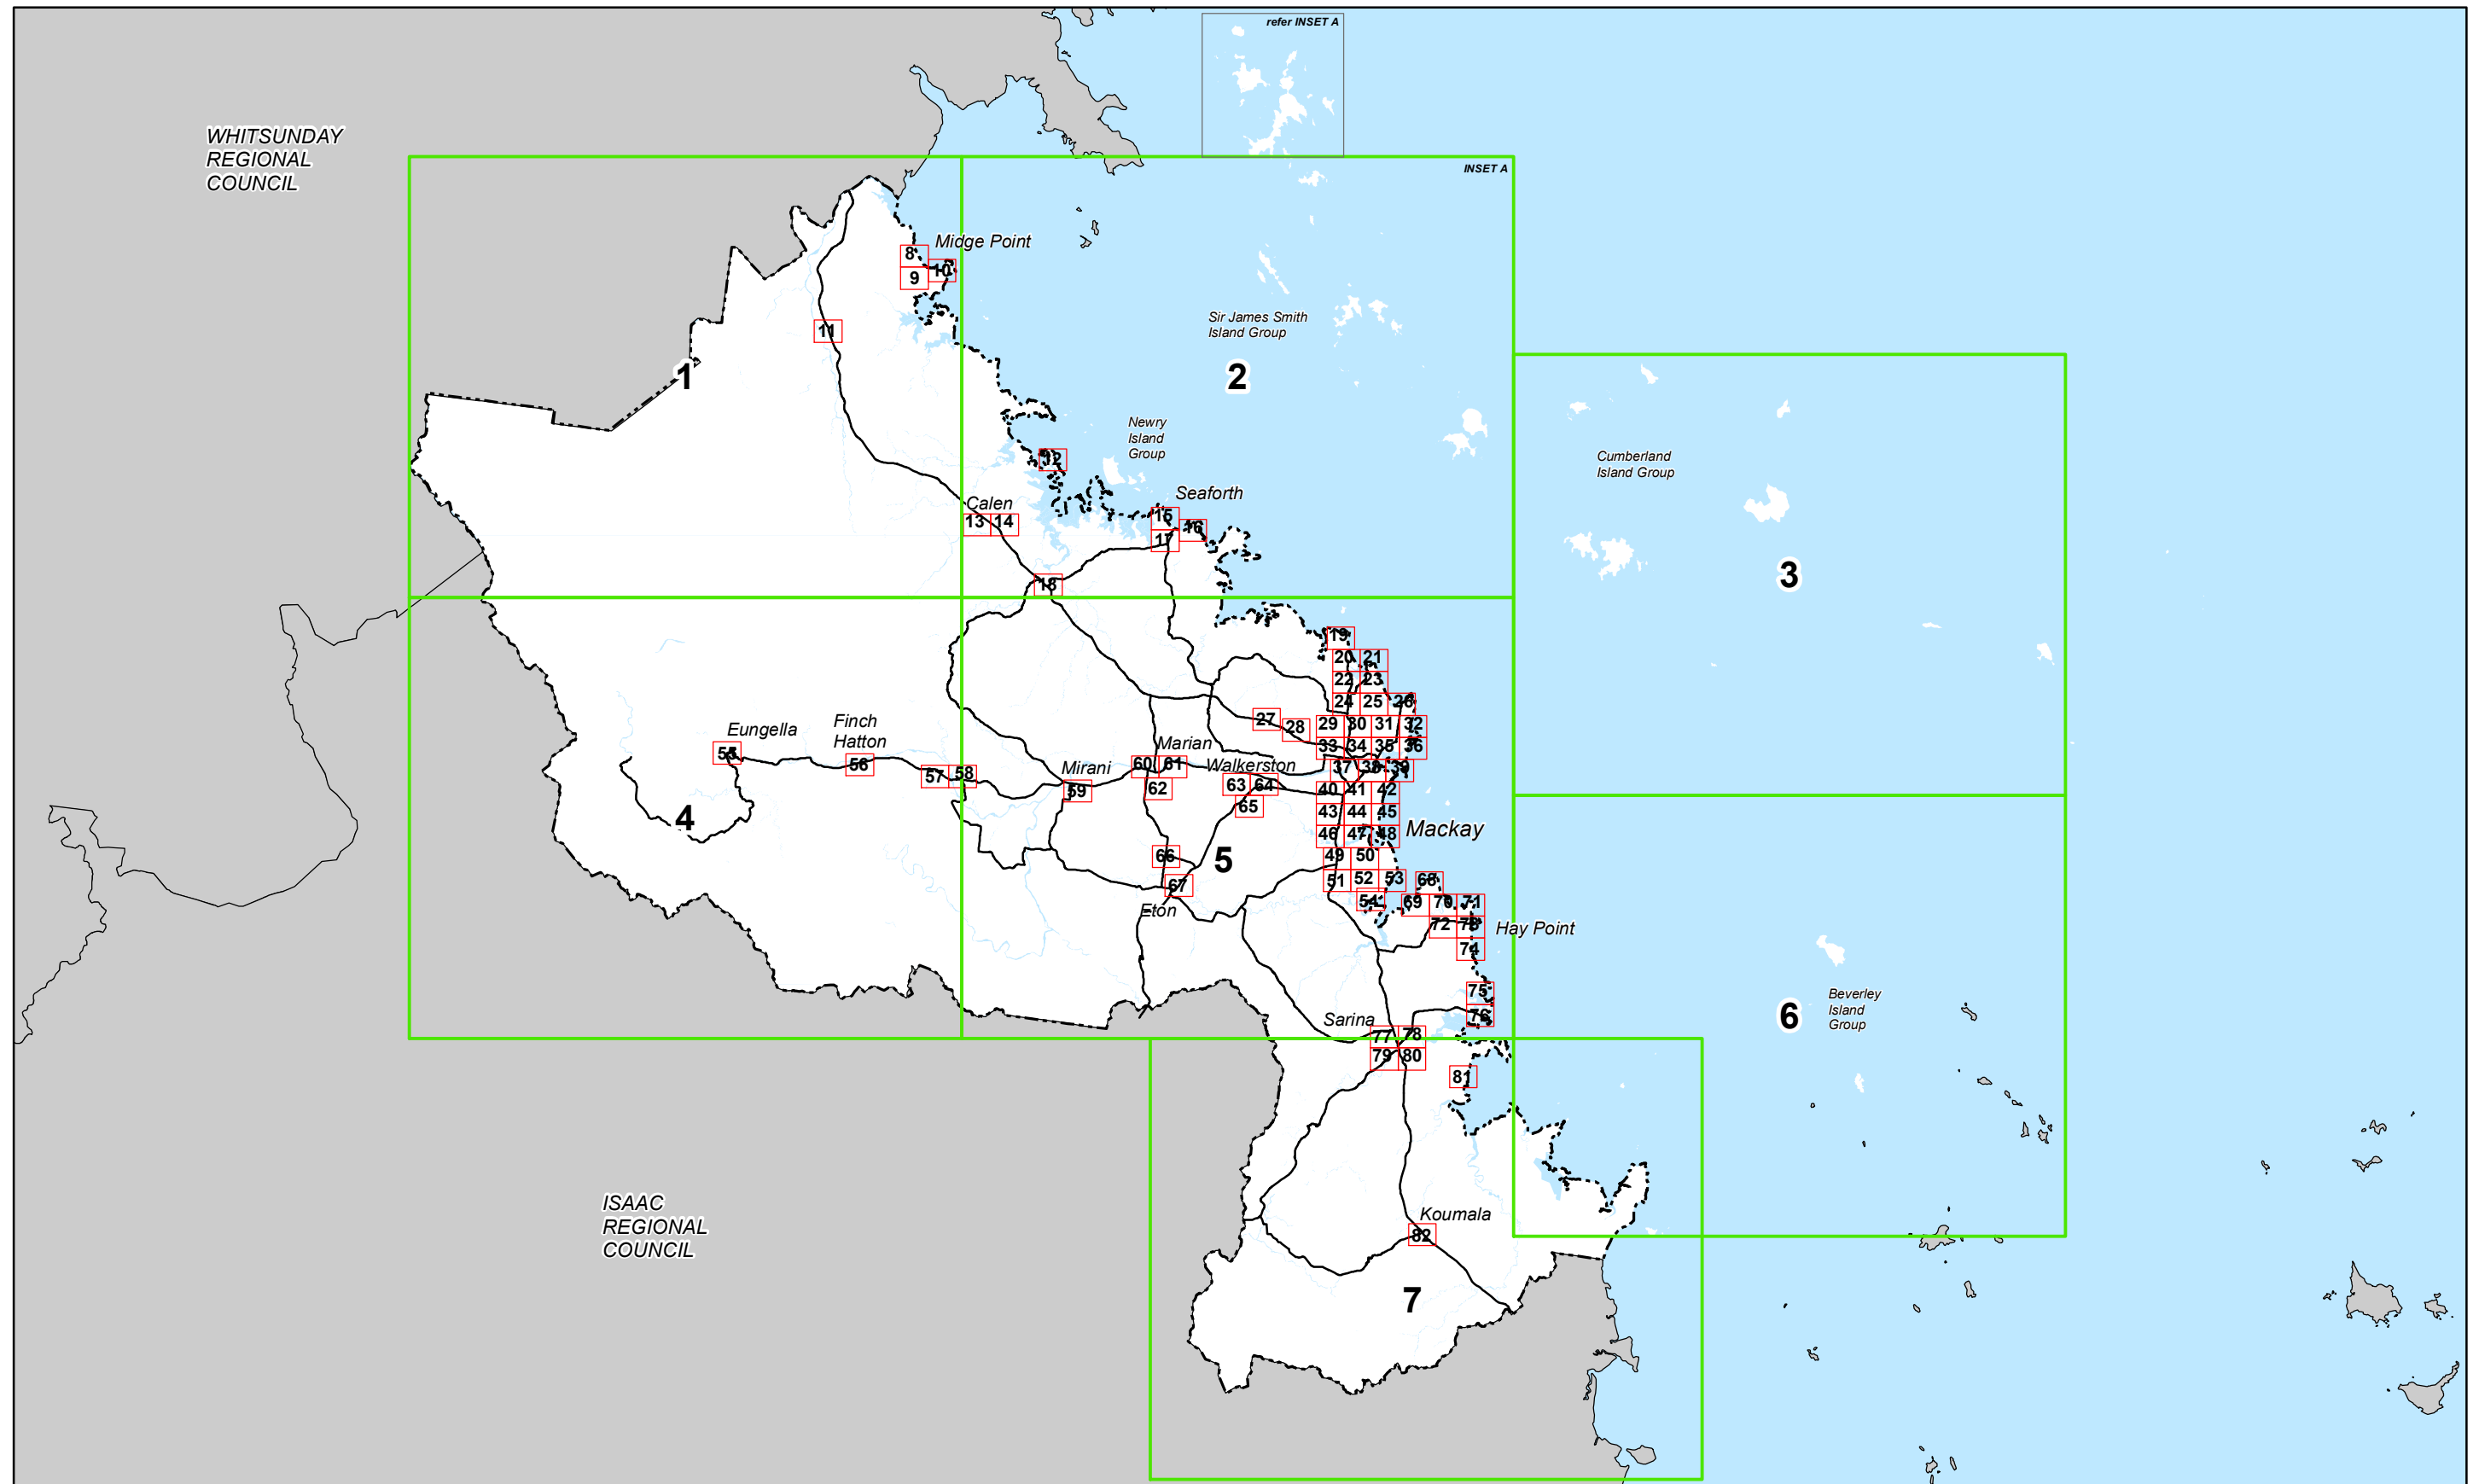 refer INSET A
WHITSUNDAY
REGIONAL
COUNCIL
INSET A
Midge Point
8
10
9
Sir James Smith
Island Group
11
1
2
Newry
Island
Group
Cumberland
Island Group
12
Seaforth
Calen
13 14
15
16
17
3
18
19
20 21
22 23
24 25 26
27
28
29 30 31 32
33 34 35 36
Eungella
Finch
Hatton
55
56
57 58
Marian
Mirani
Walkerston
60 61
59
62
63 64
65
37 38 39
40 41 42
43 44 45
46 47 48
Mackay
4
5
66
67
Eton
49 50
51 52 53
54
68
69 70 71
72 73
74
Hay Point
75
76
Sarina
77 78
79 80
81
6
Beverley
Island
Group
ISAAC
REGIONAL
COUNCIL
Koumala
82
7